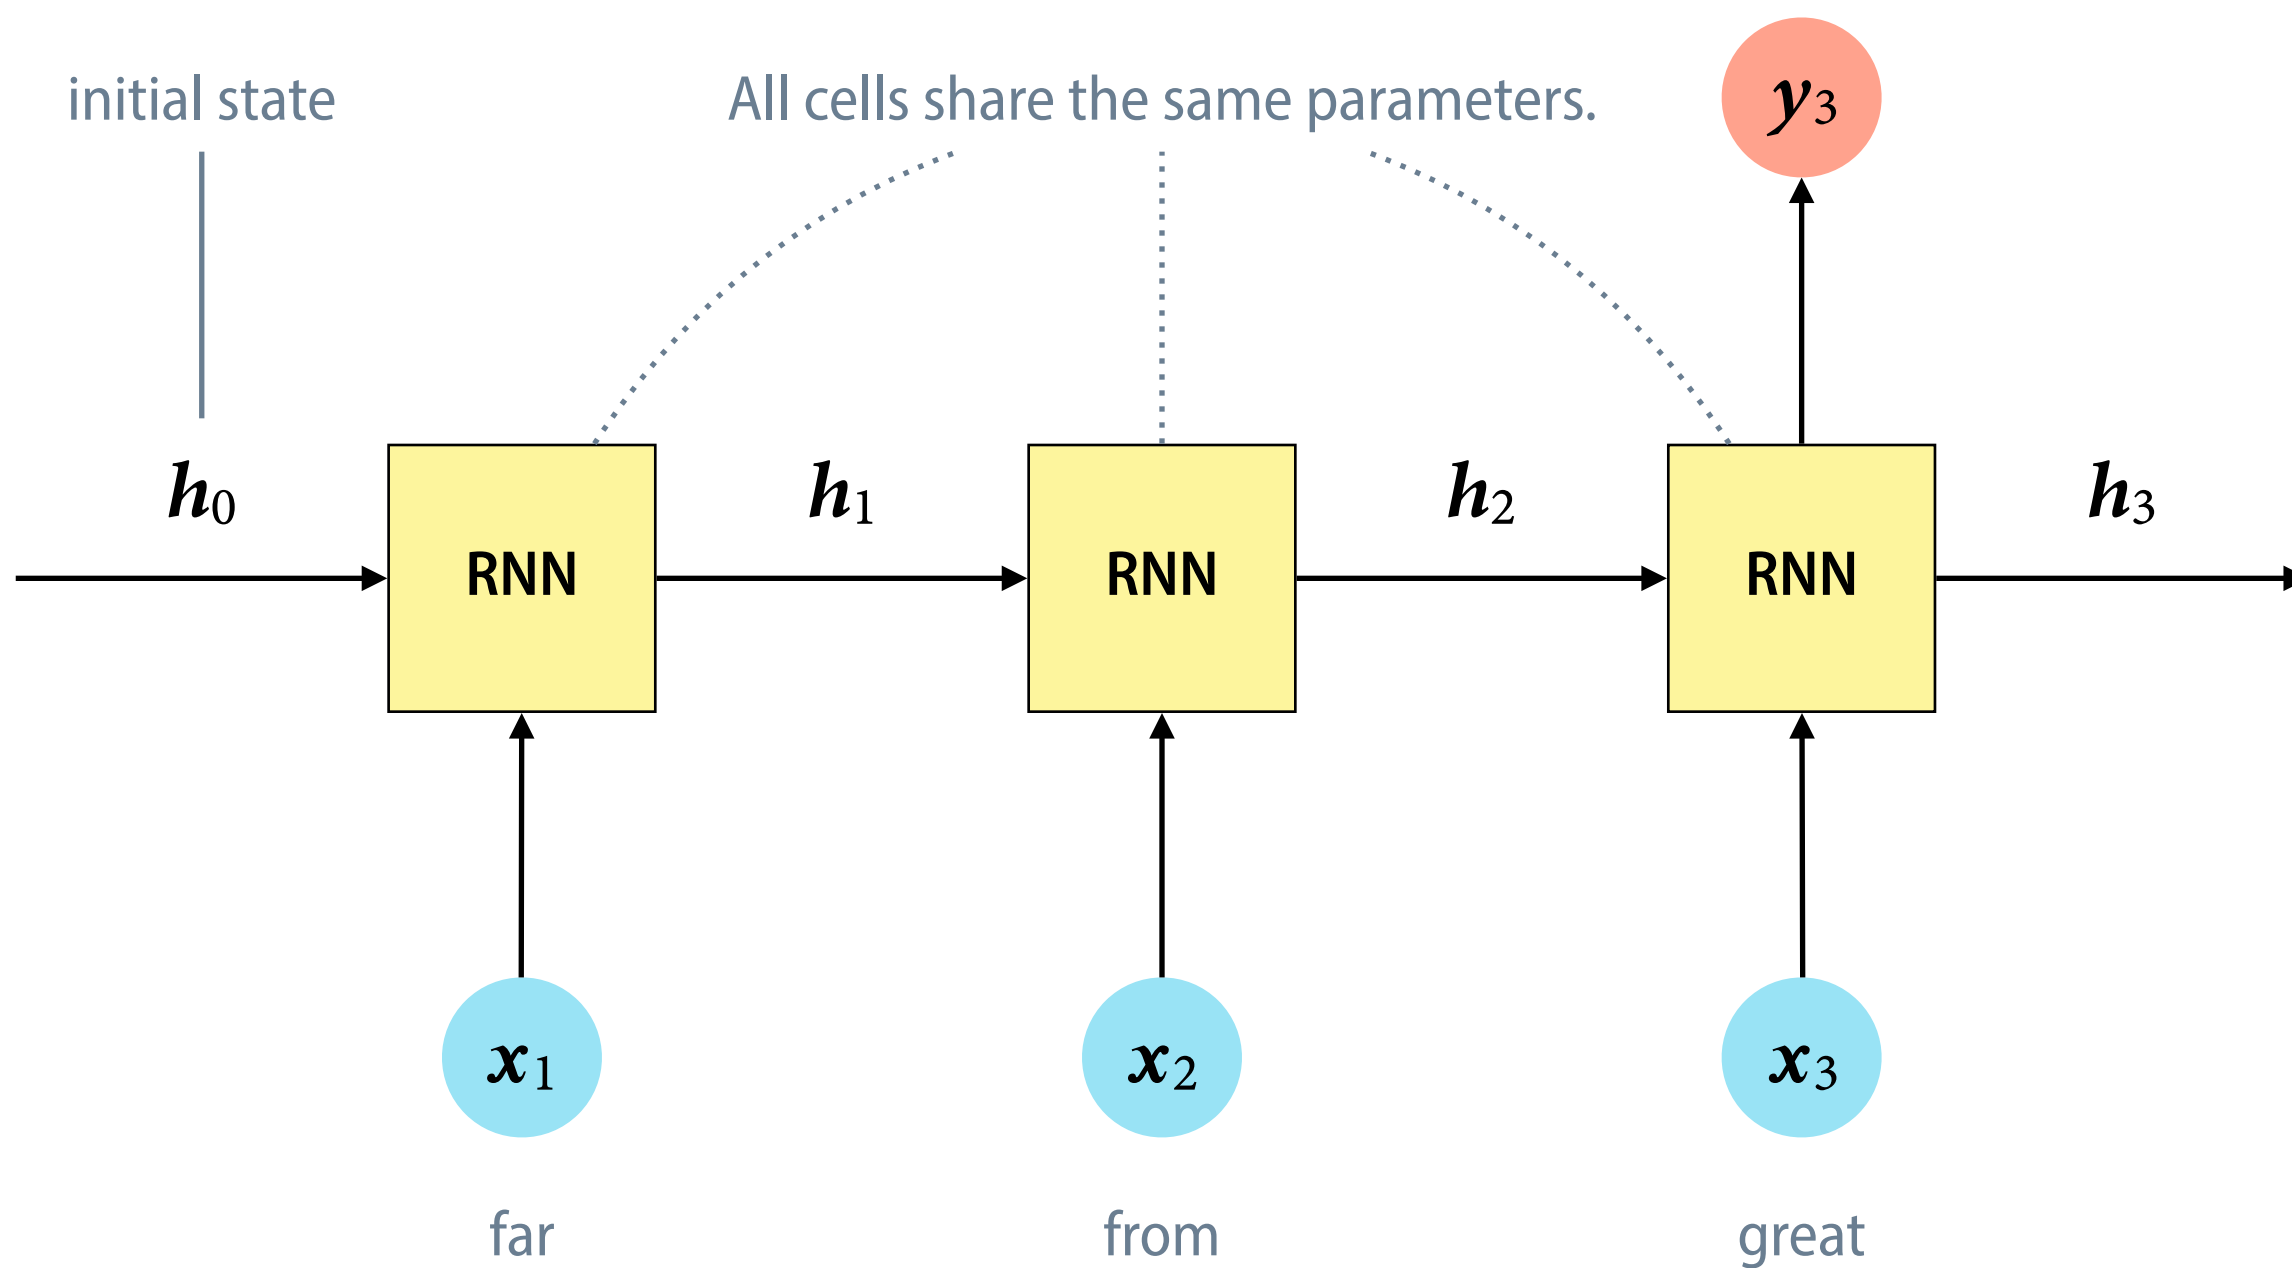 initial state
All cells share the same parameters.
y3
h0
h1
h2
h3
RNN
RNN
RNN
x1
x2
x3
far
from
great